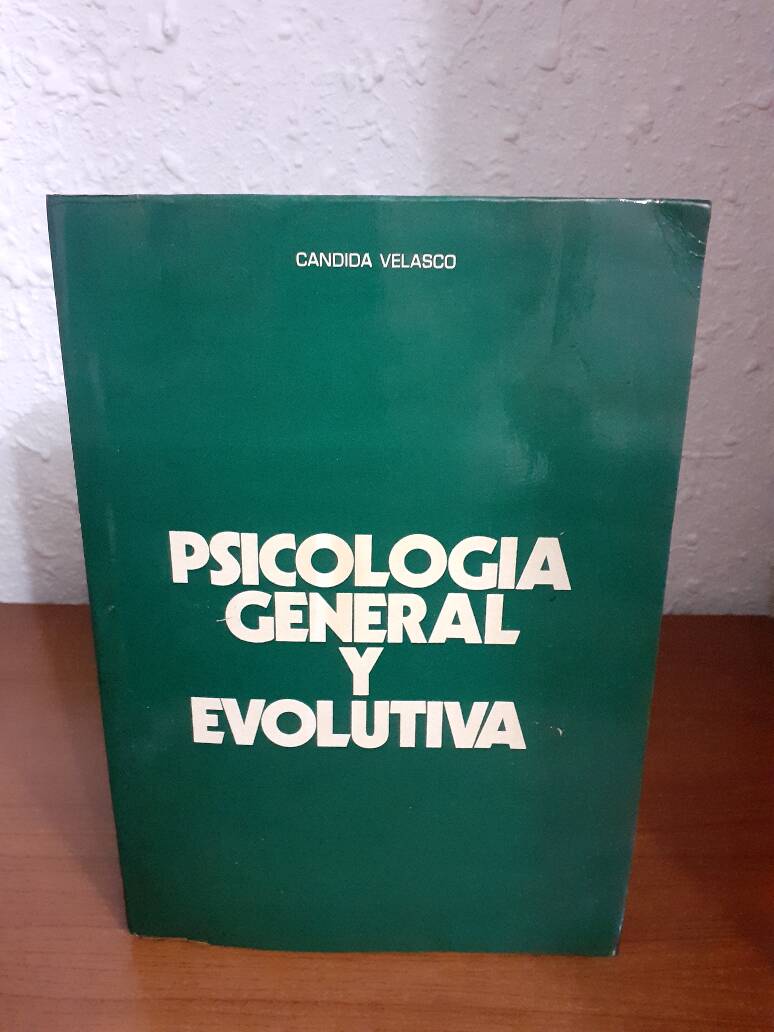 CANDIDA VELASCO
PSICOLOGIA
GENERAL
Y
EVOLUTIVA